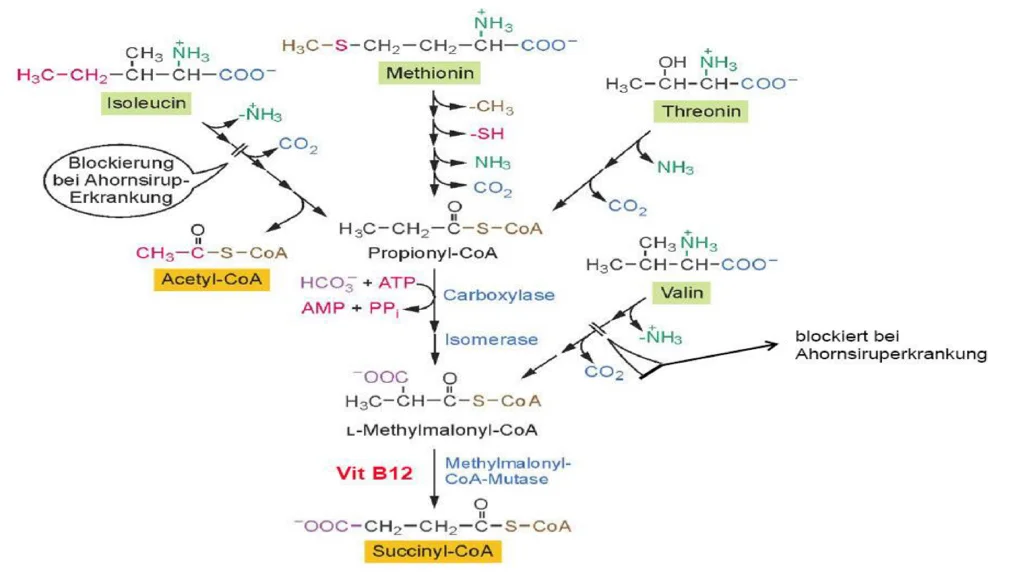 H₃C–S–CH₂–CH₂–CH–COO⁻
⁺NH₃
Methionin
CH₃ ⁺NH₃
H₃C–CH₂–CH–CH–COO⁻
Isoleucin
OH ⁺NH₃
H₃C–CH–CH–COO⁻
Threonin
-⁺NH₃
CO₂
Blockierung
bei Ahornsirup-
Erkrankung
-CH₃
-SH
NH₃
CO₂
NH₃
CO₂
O
CH₃–C–S–CoA
Acetyl-CoA
O
H₃C–CH₂–C–S–CoA
Propionyl-CoA
CH₃ ⁺NH₃
H₃C–CH–CH–COO⁻
Valin
HCO₃⁻ + ATP
AMP + PPᵢ
Carboxylase
Isomerase
-⁺NH₃
CO₂
blockiert bei
Ahornsiruperkrankung
⁻OOC O
H₃C–CH–C–S–CoA
L-Methylmalonyl-CoA
Vit B12
Methylmalonyl-
CoA-Mutase
O
⁻OOC–CH₂–CH₂–C–S–CoA
Succinyl-CoA